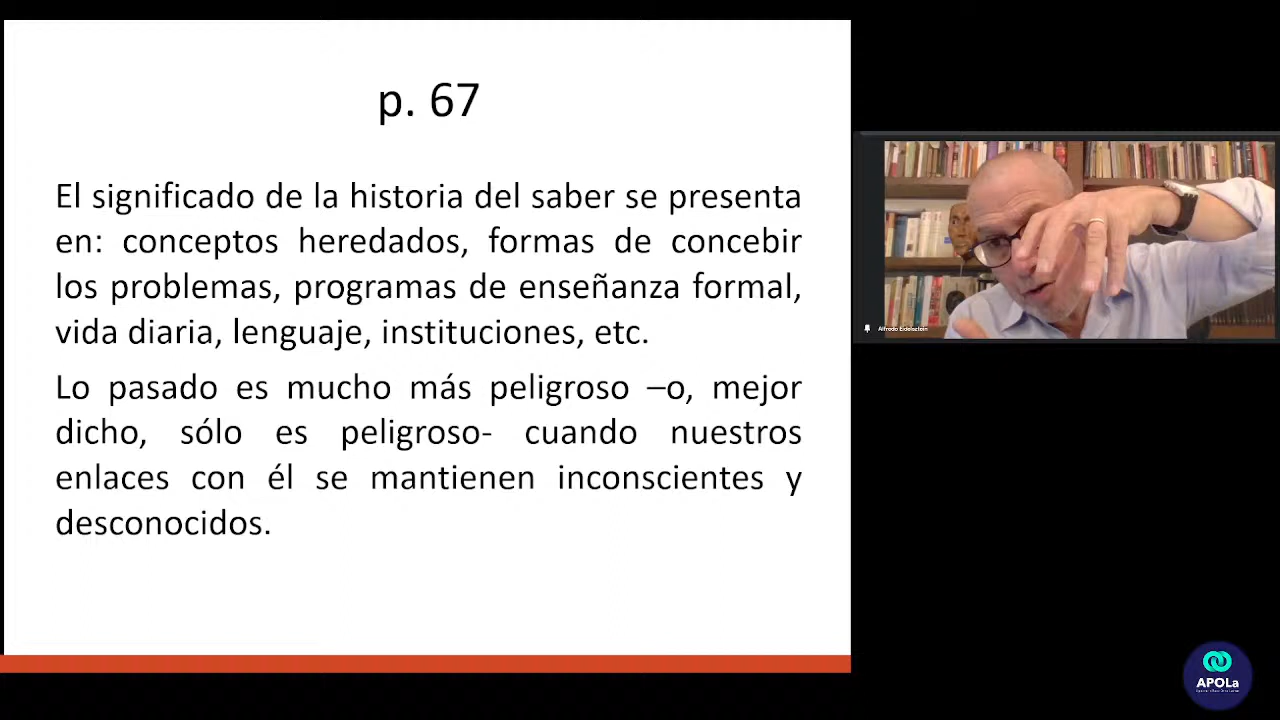 p. 67
El significado de la historia del saber se presenta
en: conceptos heredados, formas de concebir
los problemas, programas de enseñanza formal,
vida diaria, lenguaje, instituciones, etc.
Lo pasado es mucho más peligroso –o, mejor
dicho, sólo es peligroso- cuando nuestros
enlaces con él se mantienen inconscientes y
desconocidos.
Alfredo Eidelsztein
APOLa